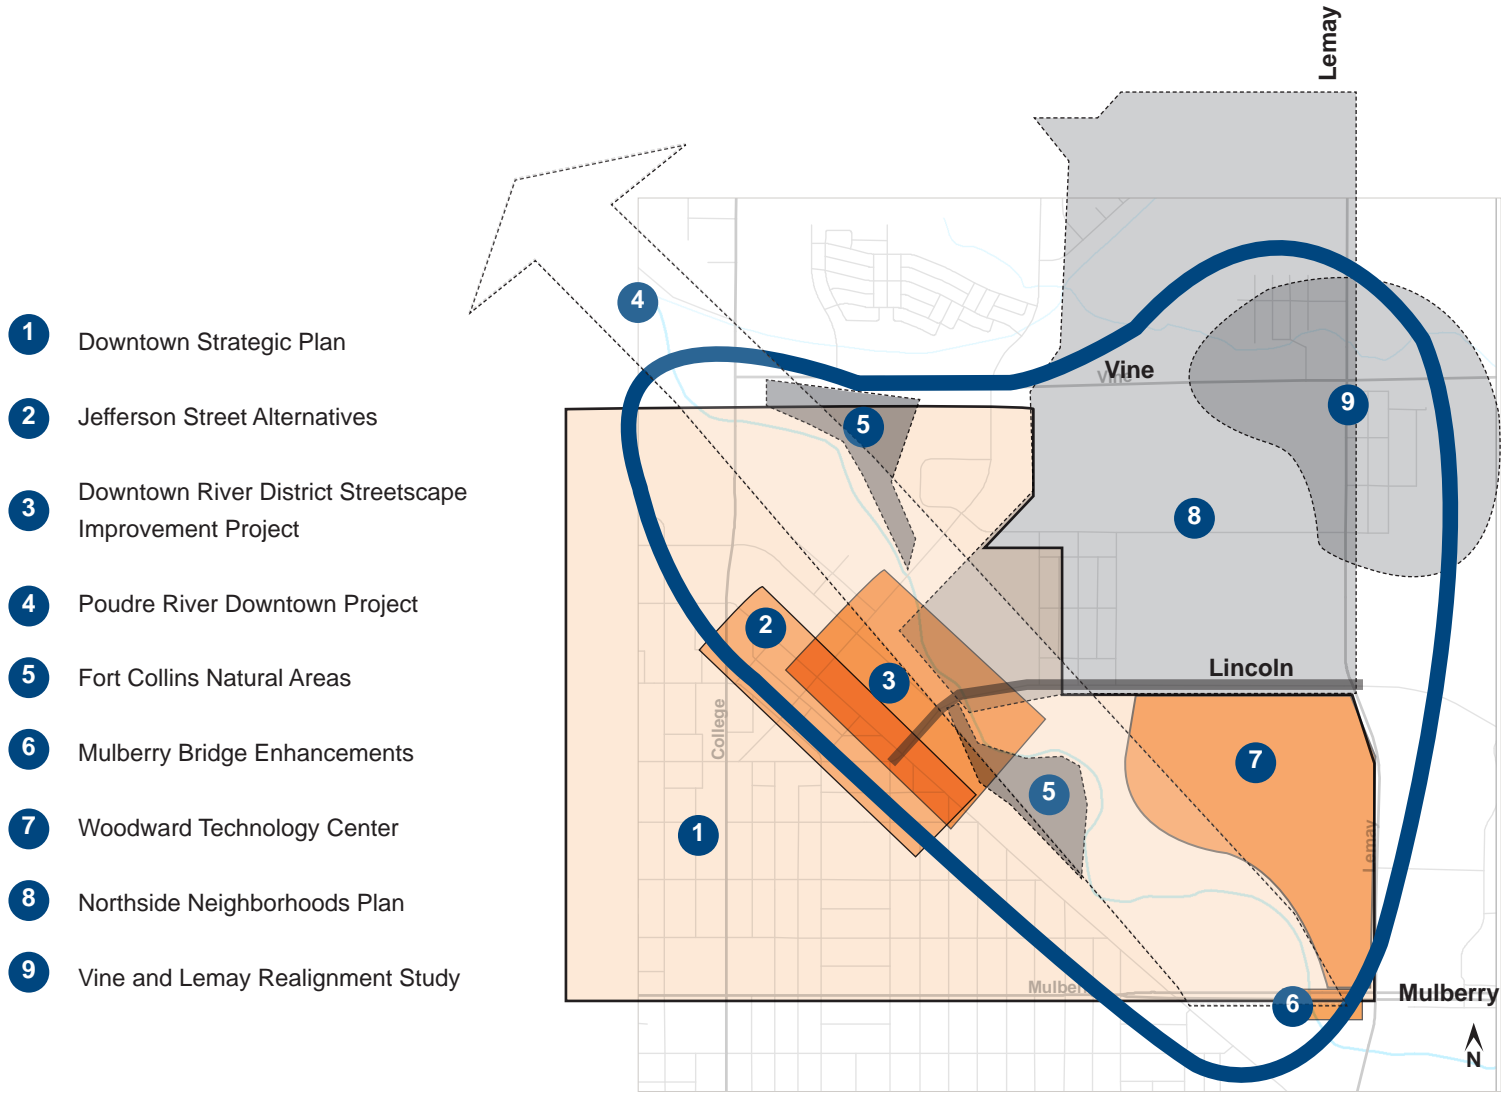 1 Downtown Strategic Plan
2 Jefferson Street Alternatives
3 Downtown River District Streetscape
Improvement Project
4 Poudre River Downtown Project
5 Fort Collins Natural Areas
6 Mulberry Bridge Enhancements
7 Woodward Technology Center
8 Northside Neighborhoods Plan
9 Vine and Lemay Realignment Study
Lemay
4
Vine
Vine
9
5
8
2
Lincoln
3
College
7
5
1
Lemay
Mulberry
Mulberry
6
N